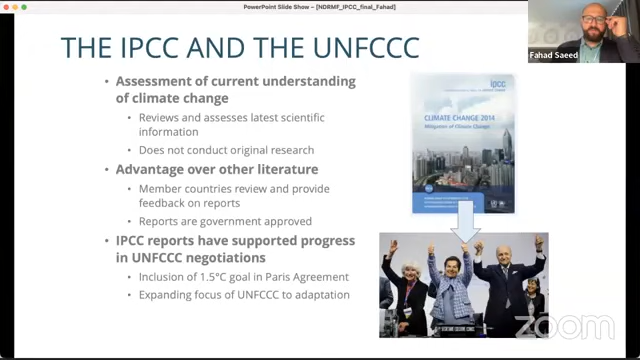 PowerPoint Slide Show – [NDRMF_IPCC_final_Fahad]
THE IPCC AND THE UNFCCC
Fahad Saeed
• Assessment of current understanding
of climate change
• Reviews and assesses latest scientific
information
• Does not conduct original research
• Advantage over other literature
• Member countries review and provide
feedback on reports
• Reports are government approved
• IPCC reports have supported progress
in UNFCCC negotiations
• Inclusion of 1.5°C goal in Paris Agreement
• Expanding focus of UNFCCC to adaptation
ipcc
CLIMATE CHANGE 2014
Mitigation of Climate Change
zoom